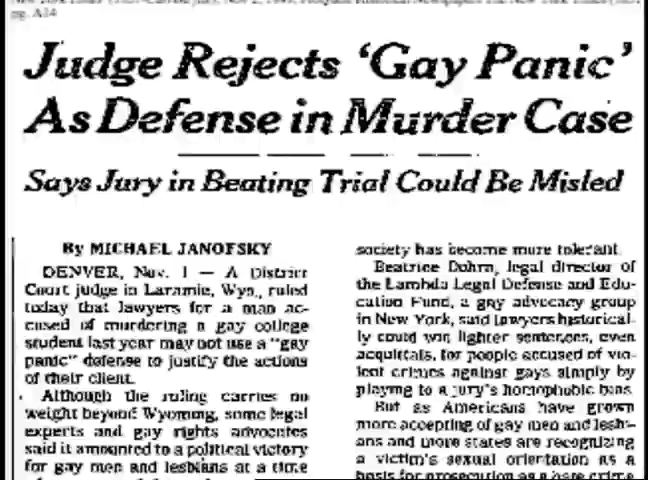 pg. A14
Judge Rejects 'Gay Panic'
As Defense in Murder Case
Says Jury in Beating Trial Could Be Misled
By MICHAEL JANOFSKY
DENVER, Nov. 1 — A District
Court judge in Laramie, Wyo., ruled
today that lawyers for a man ac-
cused of murdering a gay college
student last year may not use a "gay
panic" defense to justify the actions
of their client.
Although the ruling carries no
weight beyond Wyoming, some legal
experts and gay rights advocates
said it amounted to a political victory
for gay men and lesbians at a time
society has become more tolerant.
Beatrice Dohrn, legal director of
the Lambda Legal Defense and Edu-
cation Fund, a gay advocacy group
in New York, said lawyers historical-
ly could win lighter sentences, even
acquittals, for people accused of vio-
lent crimes against gays simply by
playing to a jury's homophobic bias.
But as Americans have grown
more accepting of gay men and lesbi-
ans and more states are recognizing
a victim's sexual orientation as a
basis for prosecution as a hate crime